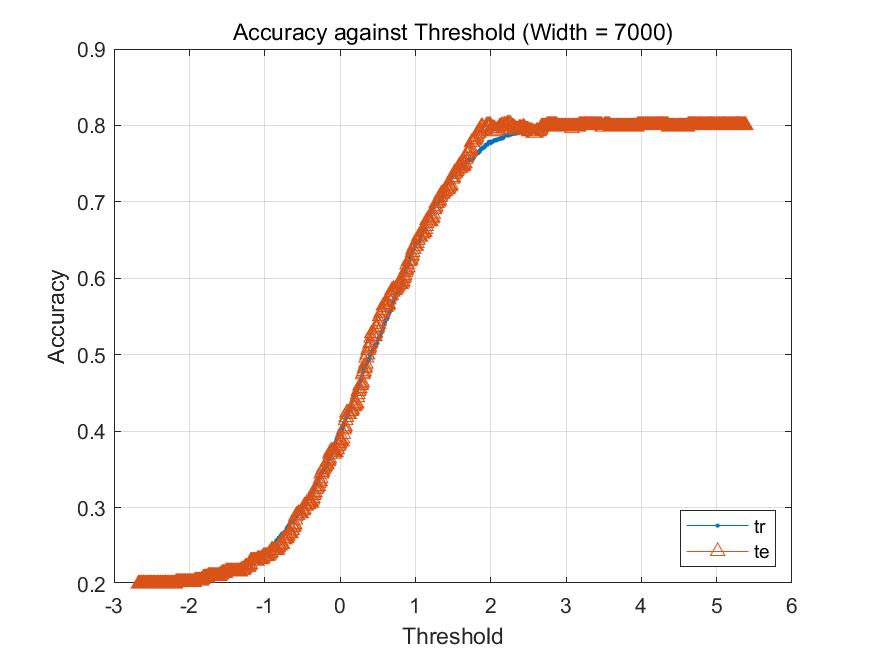 Accuracy against Threshold (Width = 7000)
0.9
0.8
0.7
0.6
0.5
0.4
0.3
0.2
Accuracy
-3 -2 -1 0 1 2 3 4 5 6
Threshold
tr
te